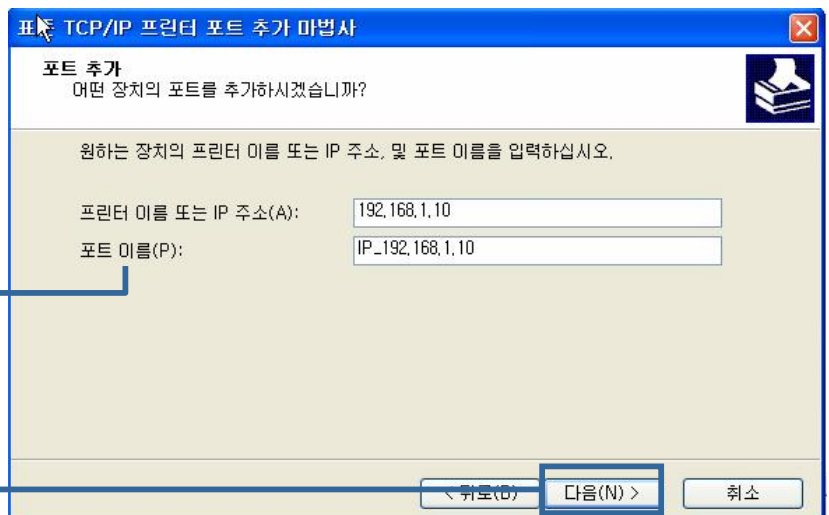 표준 TCP/IP 프린터 포트 추가 마법사
포트 추가
어떤 장치의 포트를 추가하시겠습니까?
원하는 장치의 프린터 이름 또는 IP 주소, 및 포트 이름을 입력하십시오.
프린터 이름 또는 IP 주소(A): 192.168.1.10
포트 이름(P): IP_192.168.1.10
< 뒤로(B) 다음(N) > 취소